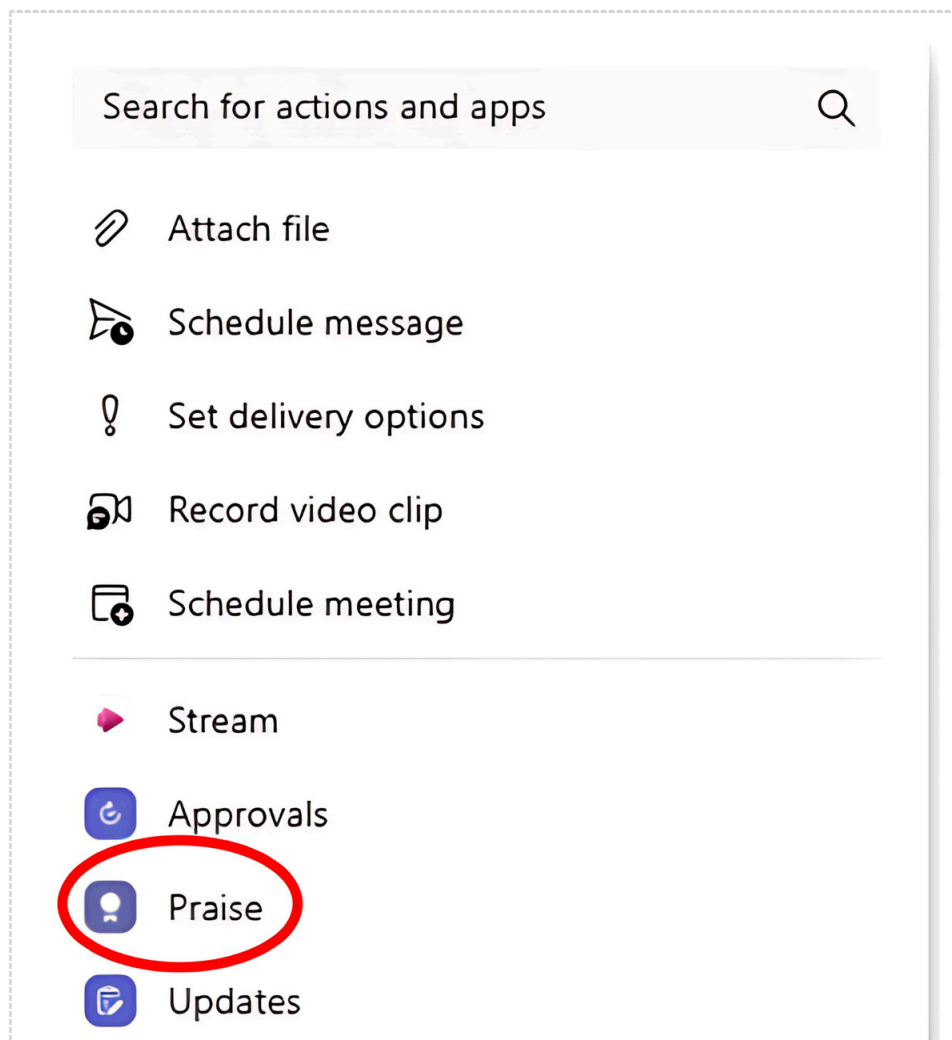 Search for actions and apps
Attach file
Schedule message
Set delivery options
Record video clip
Schedule meeting
Stream
Approvals
Praise
Updates